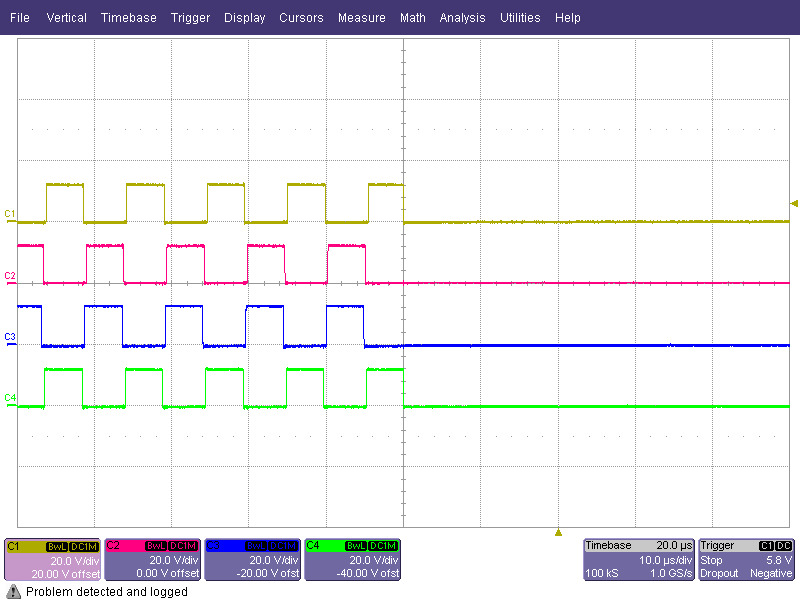 File Vertical Timebase Trigger Display Cursors Measure Math Analysis Utilities Help
C1
C2
C3
C4
C1 BwL DC1M
20.0 V/div
20.00 V offset
C2 BwL DC1M
20.0 V/div
0.00 V offset
C3 BwL DC1M
20.0 V/div
-20.00 V ofst
C4 BwL DC1M
20.0 V/div
-40.00 V ofst
Timebase 20.0 µs
10.0 µs/div
100 kS 1.0 GS/s
Trigger C1 DC
Stop 5.8 V
Dropout Negative
Problem detected and logged